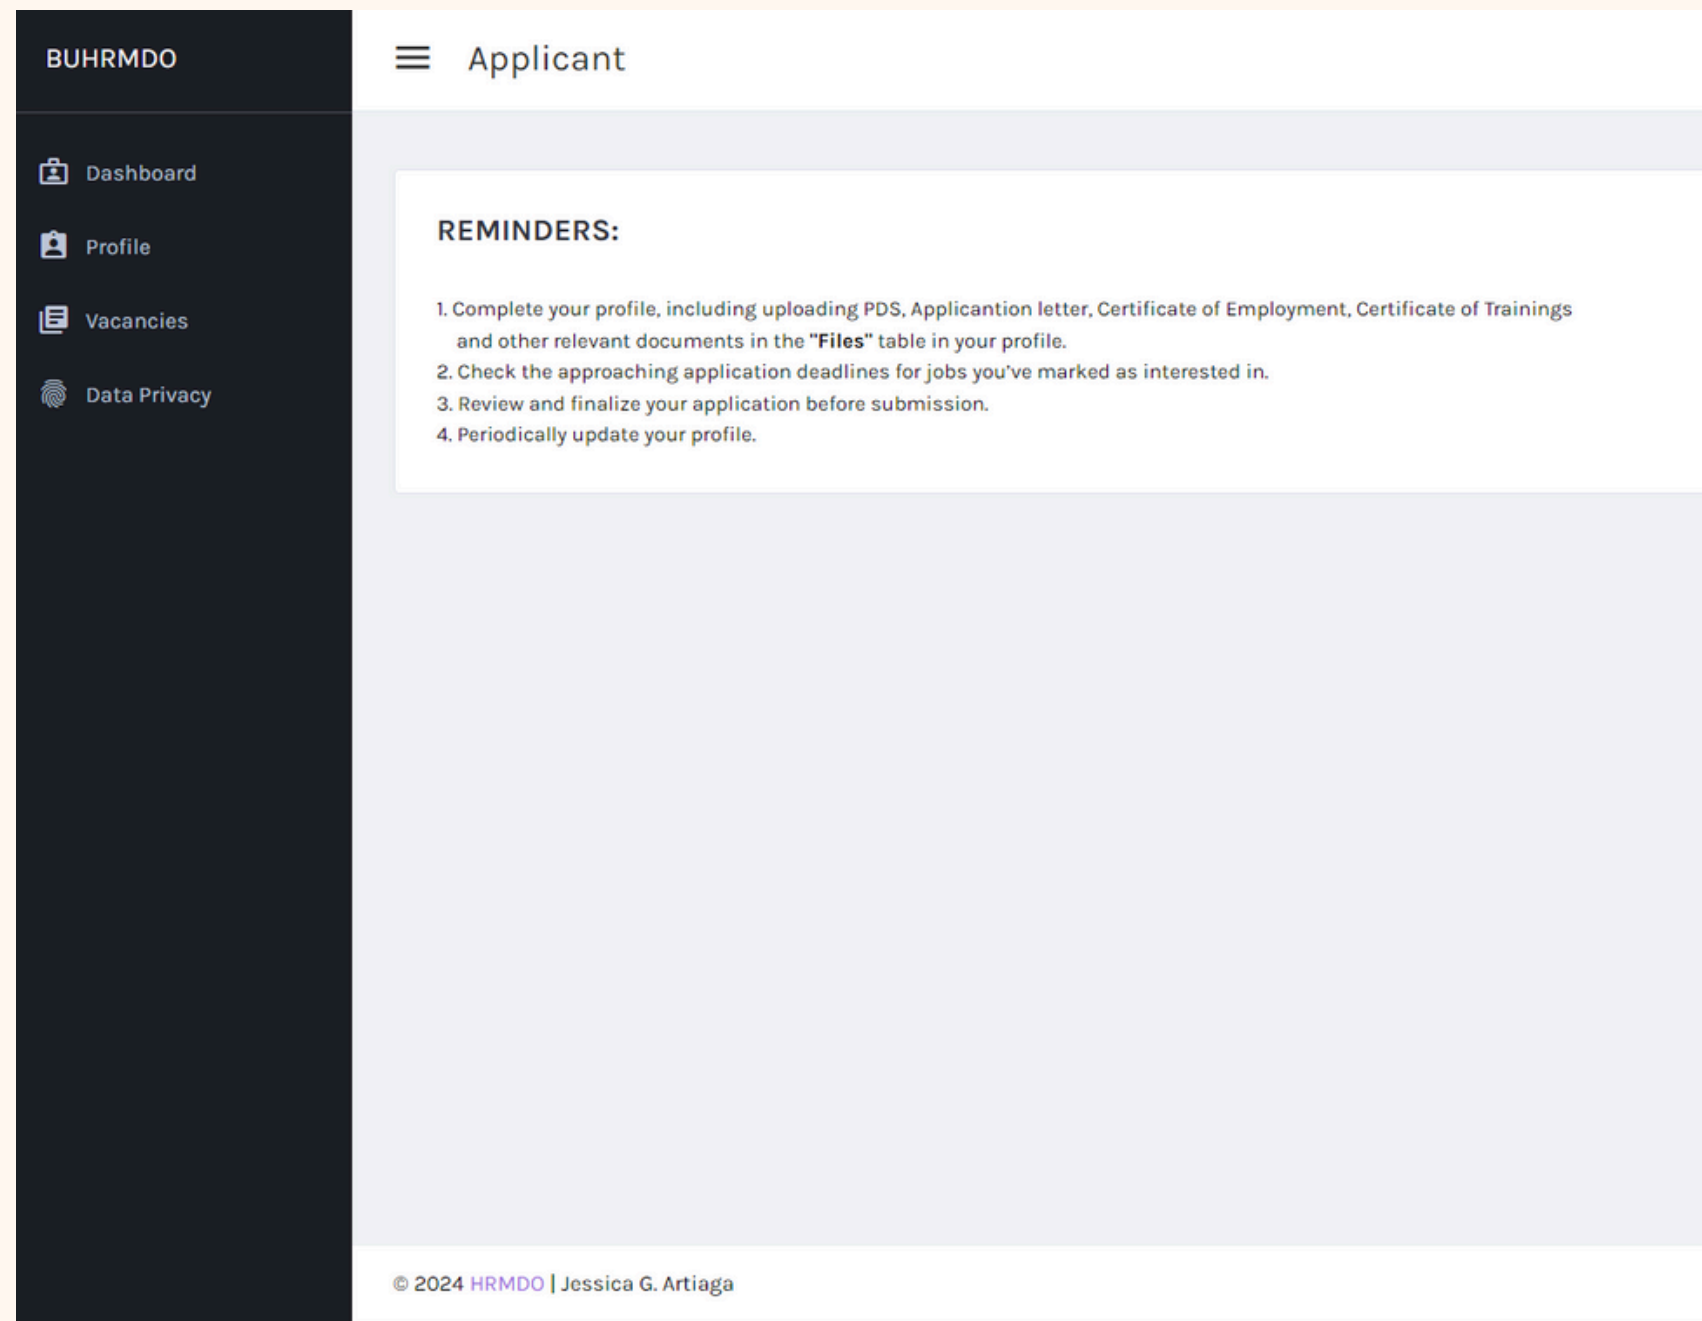 BUHRMDO
Applicant
Dashboard
Profile
Vacancies
Data Privacy
REMINDERS:
1. Complete your profile, including uploading PDS, Applicantion letter, Certificate of Employment, Certificate of Trainings
and other relevant documents in the "Files" table in your profile.
2. Check the approaching application deadlines for jobs you've marked as interested in.
3. Review and finalize your application before submission.
4. Periodically update your profile.
© 2024 HRMDO | Jessica G. Artiaga